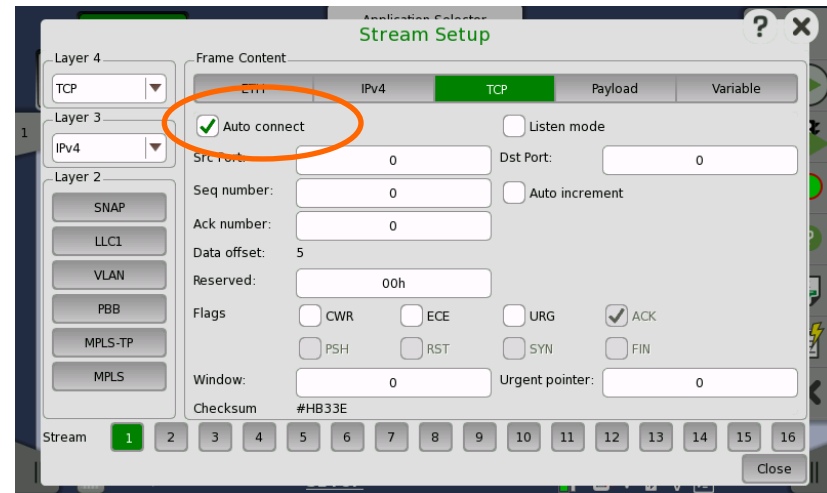 Application Selector
Stream Setup
? X
Layer 4
Frame Content
TCP
ETH IPv4 TCP Payload Variable
Layer 3
Auto connect Listen mode
1
IPv4
Src Port: 0 Dst Port: 0
Layer 2
Seq number: 0 Auto increment
SNAP
Ack number: 0
LLC1
Data offset: 5
VLAN
Reserved: 00h
PBB
Flags CWR ECE URG ACK
MPLS-TP
PSH RST SYN FIN
MPLS
Window: 0 Urgent pointer: 0
Checksum #HB33E
Stream 1 2 3 4 5 6 7 8 9 10 11 12 13 14 15 16
Close